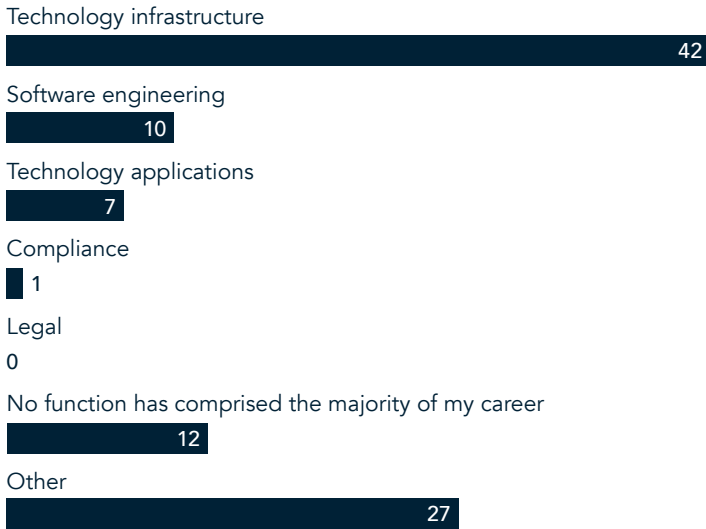 Technology infrastructure
42
Software engineering
10
Technology applications
7
Compliance
1
Legal
0
No function has comprised the majority of my career
12
Other
27